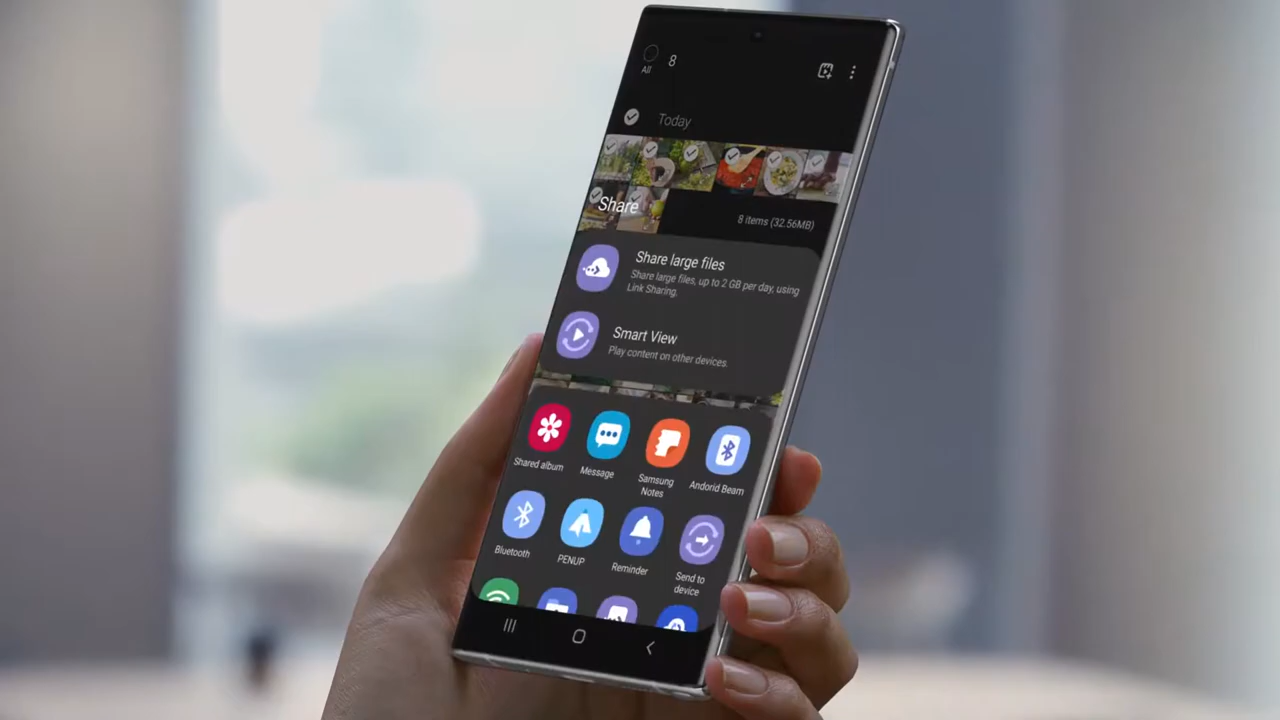 8
All
Today
Share
8 items (32.56MB)
Share large files
Share large files, up to 2 GB per day, using
Link Sharing.
Smart View
Play content on other devices.
Shared album
Message
Samsung
Notes
Andorid Beam
Bluetooth
PENUP
Reminder
Send to
device